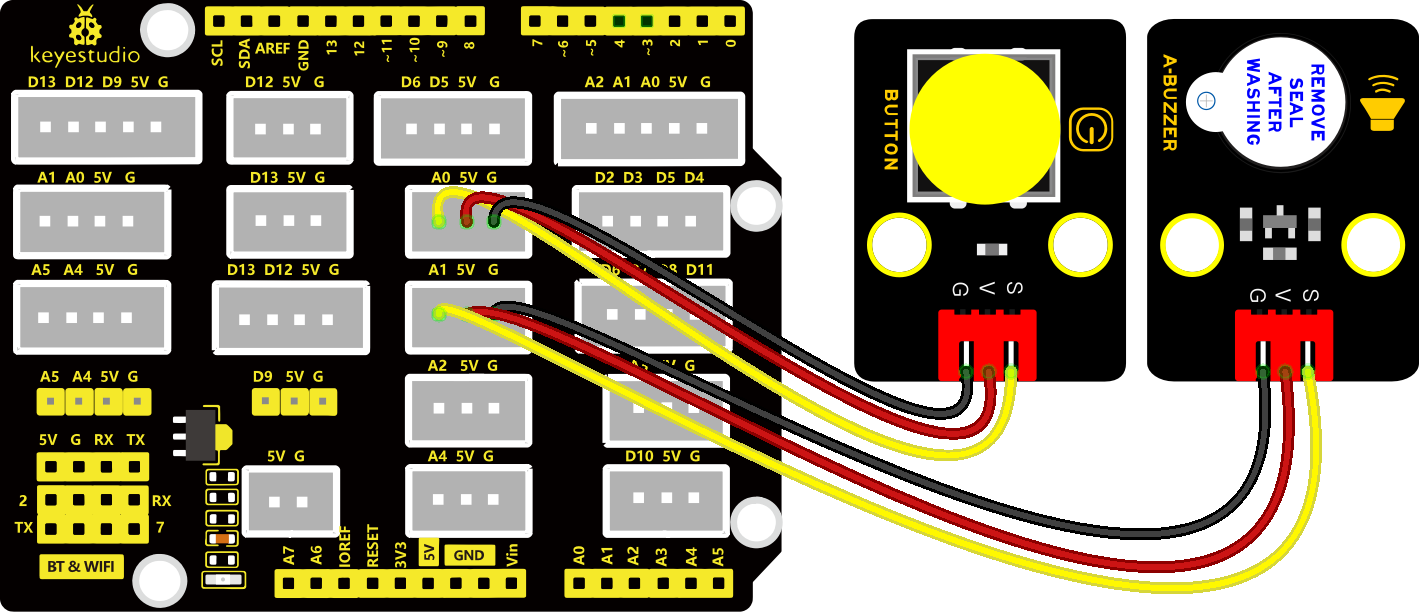 keyestudio
SCL SDA AREF GND 13 12 ~11 ~10 ~9 8
7 ~6 ~5 4 ~3 2 1 0
D13 D12 D9 5V G
D12 5V G
D6 D5 5V G
A2 A1 A0 5V G
A1 A0 5V G
D13 5V G
A0 5V G
D2 D3 D5 D4
A5 A4 5V G
D13 D12 5V G
A1 5V G
D8 D11
A5 A4 5V G
D9 5V G
A2 5V G
G
5V G RX TX
2 RX
TX 7
BT & WIFI
5V G
A4 5V G
D10 5V G
A7 A6 IOREF RESET 3V3 5V GND Vin
A0 A1 A2 A3 A4 A5
BUTTON
G V S
A-BUZZER
REMOVE
SEAL
AFTER
WASHING
G V S